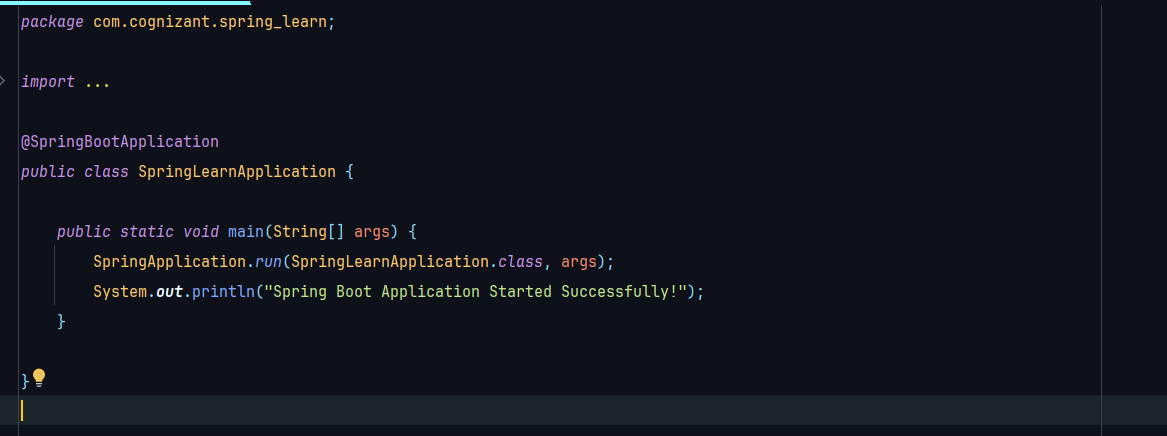 package com.cognizant.spring_learn;
import ...
@SpringBootApplication
public class SpringLearnApplication {
public static void main(String[] args) {
SpringApplication.run(SpringLearnApplication.class, args);
System.out.println("Spring Boot Application Started Successfully!");
}
}